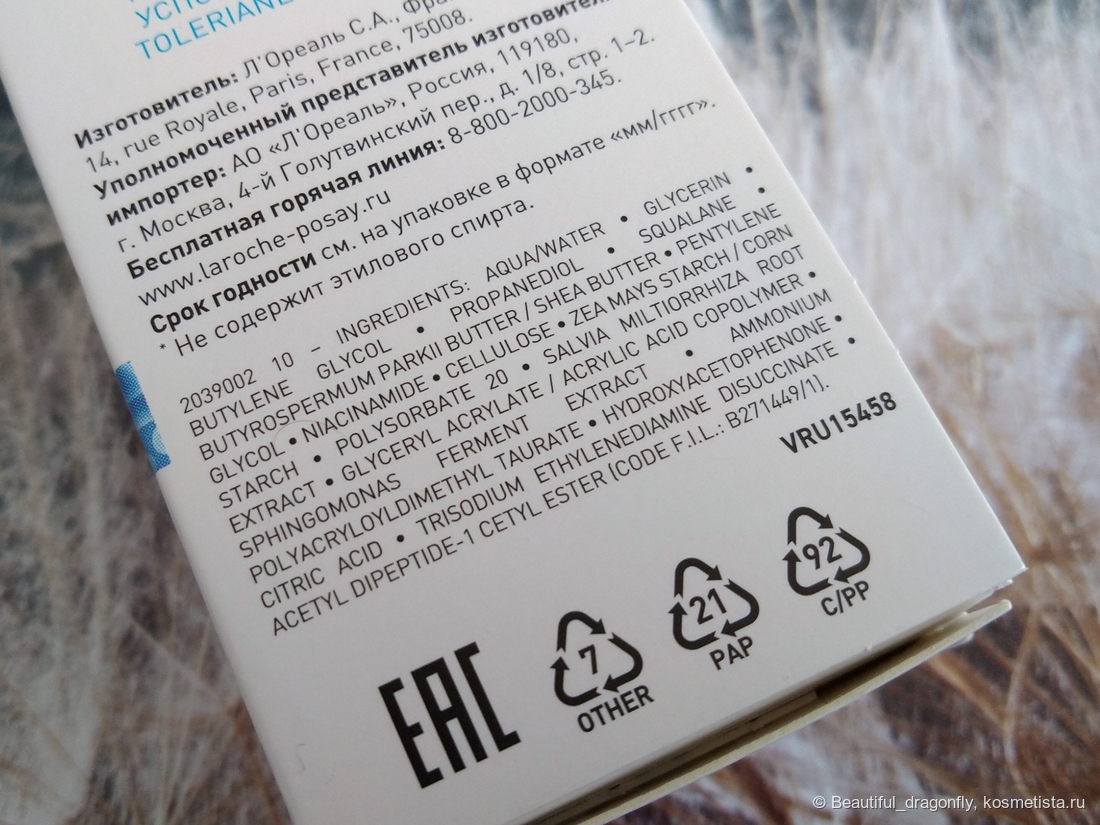 TOLERIANE
Изготовитель: Л'Ореаль С.А.,
14, rue Royale, Paris, France, 75008.
Уполномоченный представитель изготовителя
импортер: АО «Л'Ореаль», Россия, 119180,
г. Москва, 4-й Голутвинский пер., д. 1/8, стр. 1–2.
Бесплатная горячая линия: 8-800-2000-345.
www.laroche-posay.ru
Срок годности см. на упаковке в формате «мм/гггг».
* Не содержит этилового спирта.
2039002 10 – INGREDIENTS: AQUA/WATER • GLYCERIN •
BUTYLENE GLYCOL • PROPANEDIOL • SQUALANE •
BUTYROSPERMUM PARKII BUTTER / SHEA BUTTER • PENTYLENE
GLYCOL • NIACINAMIDE • CELLULOSE • ZEA MAYS STARCH / CORN
STARCH • POLYSORBATE 20 • SALVIA MILTIORRHIZA ROOT
EXTRACT • GLYCERYL ACRYLATE / ACRYLIC ACID COPOLYMER •
SPHINGOMONAS FERMENT EXTRACT • AMMONIUM
POLYACRYLOYLDIMETHYL TAURATE • HYDROXYACETOPHENONE •
CITRIC ACID • TRISODIUM ETHYLENEDIAMINE DISUCCINATE •
ACETYL DIPEPTIDE-1 CETYL ESTER (CODE F.I.L.: B271449/1).
VRU15458
EAC
7
OTHER
21
PAP
92
C/PP
© Beautiful_dragonfly, kosmetista.ru